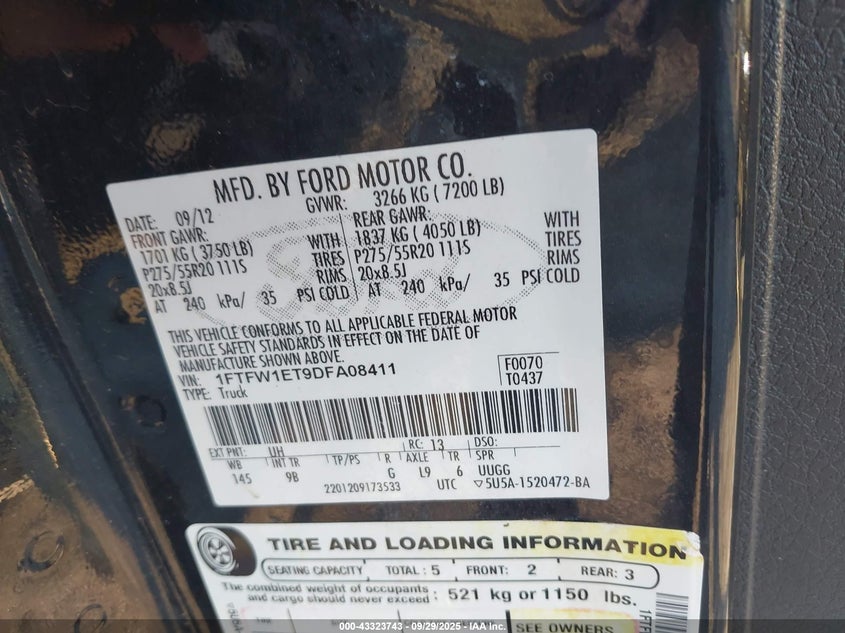 MFD. BY FORD MOTOR CO.
DATE: 09/12 GVWR: 3266 KG ( 7200 LB)
FRONT GAWR: REAR GAWR:
1701 KG ( 3750 LB) WITH 1837 KG ( 4050 LB) WITH
P275/55R20 111S TIRES P275/55R20 111S TIRES
20x8.5J RIMS 20x8.5J RIMS
AT 240 kPa/ 35 PSI COLD AT 240 kPa/ 35 PSI COLD
THIS VEHICLE CONFORMS TO ALL APPLICABLE FEDERAL MOTOR
VEHICLE SAFETY STANDARDS IN EFFECT ON THE DATE OF
MANUFACTURE SHOWN ABOVE.
VIN: 1FTFW1ET9DFA08411 F0070
TYPE: Truck T0437
EXT PNT: UH RC: 13 DSO:
WB INT TR TP/PS R AXLE TR SPR
145 9B G L9 6 UUGG
2201209173533 UTC ▽5U5A-1520472-BA
TIRE AND LOADING INFORMATION
SEATING CAPACITY TOTAL : 5 FRONT: 2 REAR: 3
The combined weight of occupants
and cargo should never exceed : 521 kg or 1150 lbs.
SEE OWNERS
000-43323743 - 09/29/2025 - IAA Inc.